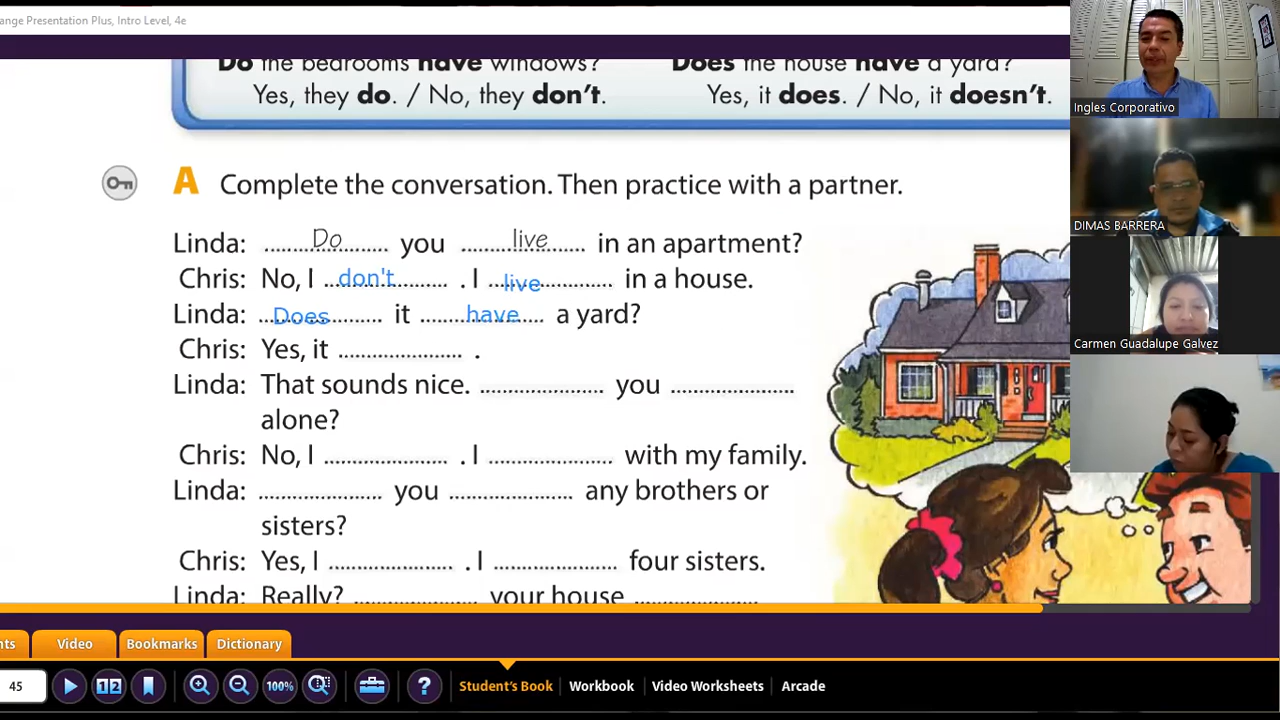 ange Presentation Plus, Intro Level, 4e
Do the bedrooms have windows? Does the house have a yard?
Yes, they do. / No, they don't. Yes, it does. / No, it doesn't.
A Complete the conversation. Then practice with a partner.
Linda: Do you live in an apartment?
Chris: No, I don't . I live in a house.
Linda: Does it have a yard?
Chris: Yes, it .................... .
Linda: That sounds nice. .................... you ....................
alone?
Chris: No, I .................... . I .................... with my family.
Linda: .................... you .................... any brothers or
sisters?
Chris: Yes, I .................... . I .................... four sisters.
Linda: Really? .................... your house ....................
Ingles Corporativo
DIMAS BARRERA
Carmen Guadalupe Galvez
nts Video Bookmarks Dictionary
45 12 100% ? Student's Book Workbook Video Worksheets Arcade